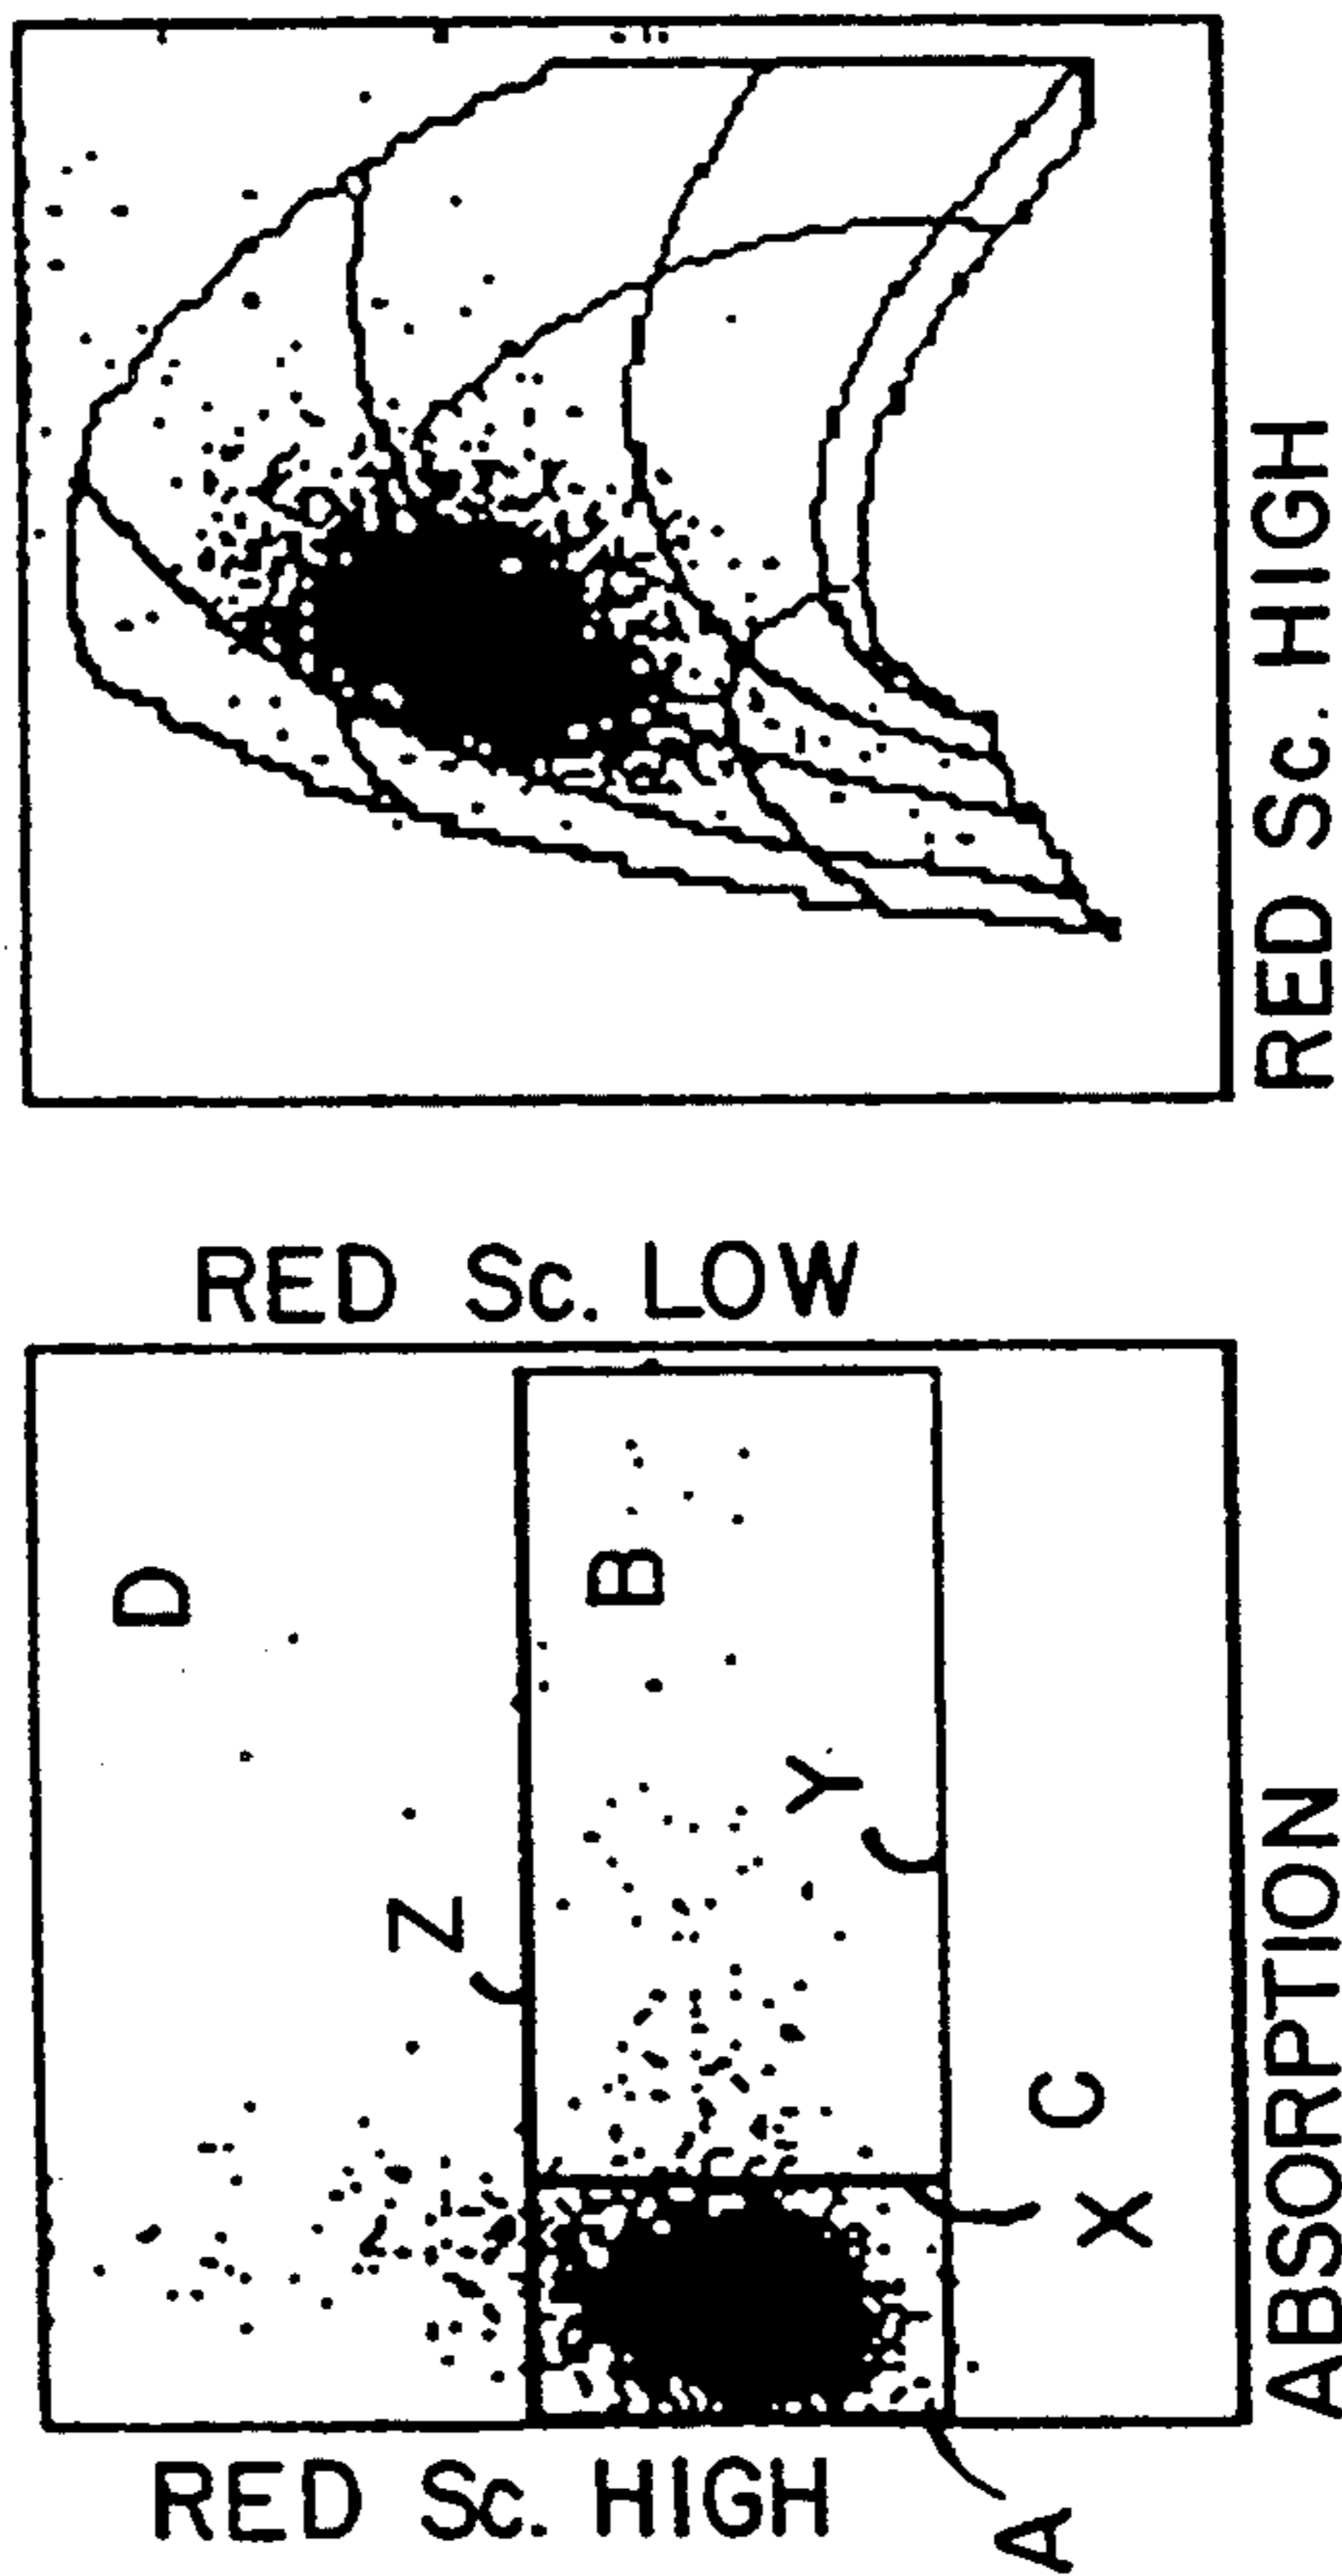 RED Sc. HIGH
D
Z
B
Y
A
X
C
ABSORPTION
RED Sc. LOW
RED Sc. HIGH